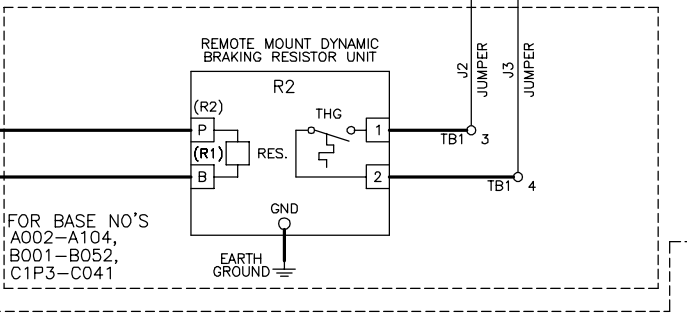 REMOTE MOUNT DYNAMIC
BRAKING RESISTOR UNIT
J2
JUMPER
J3
JUMPER
R2
(R2)
P
THG
1
TB1
3
(R1)
RES.
B
2
TB1
4
GND
EARTH
GROUND
FOR BASE NO'S
A002-A104,
B001-B052,
C1P3-C041